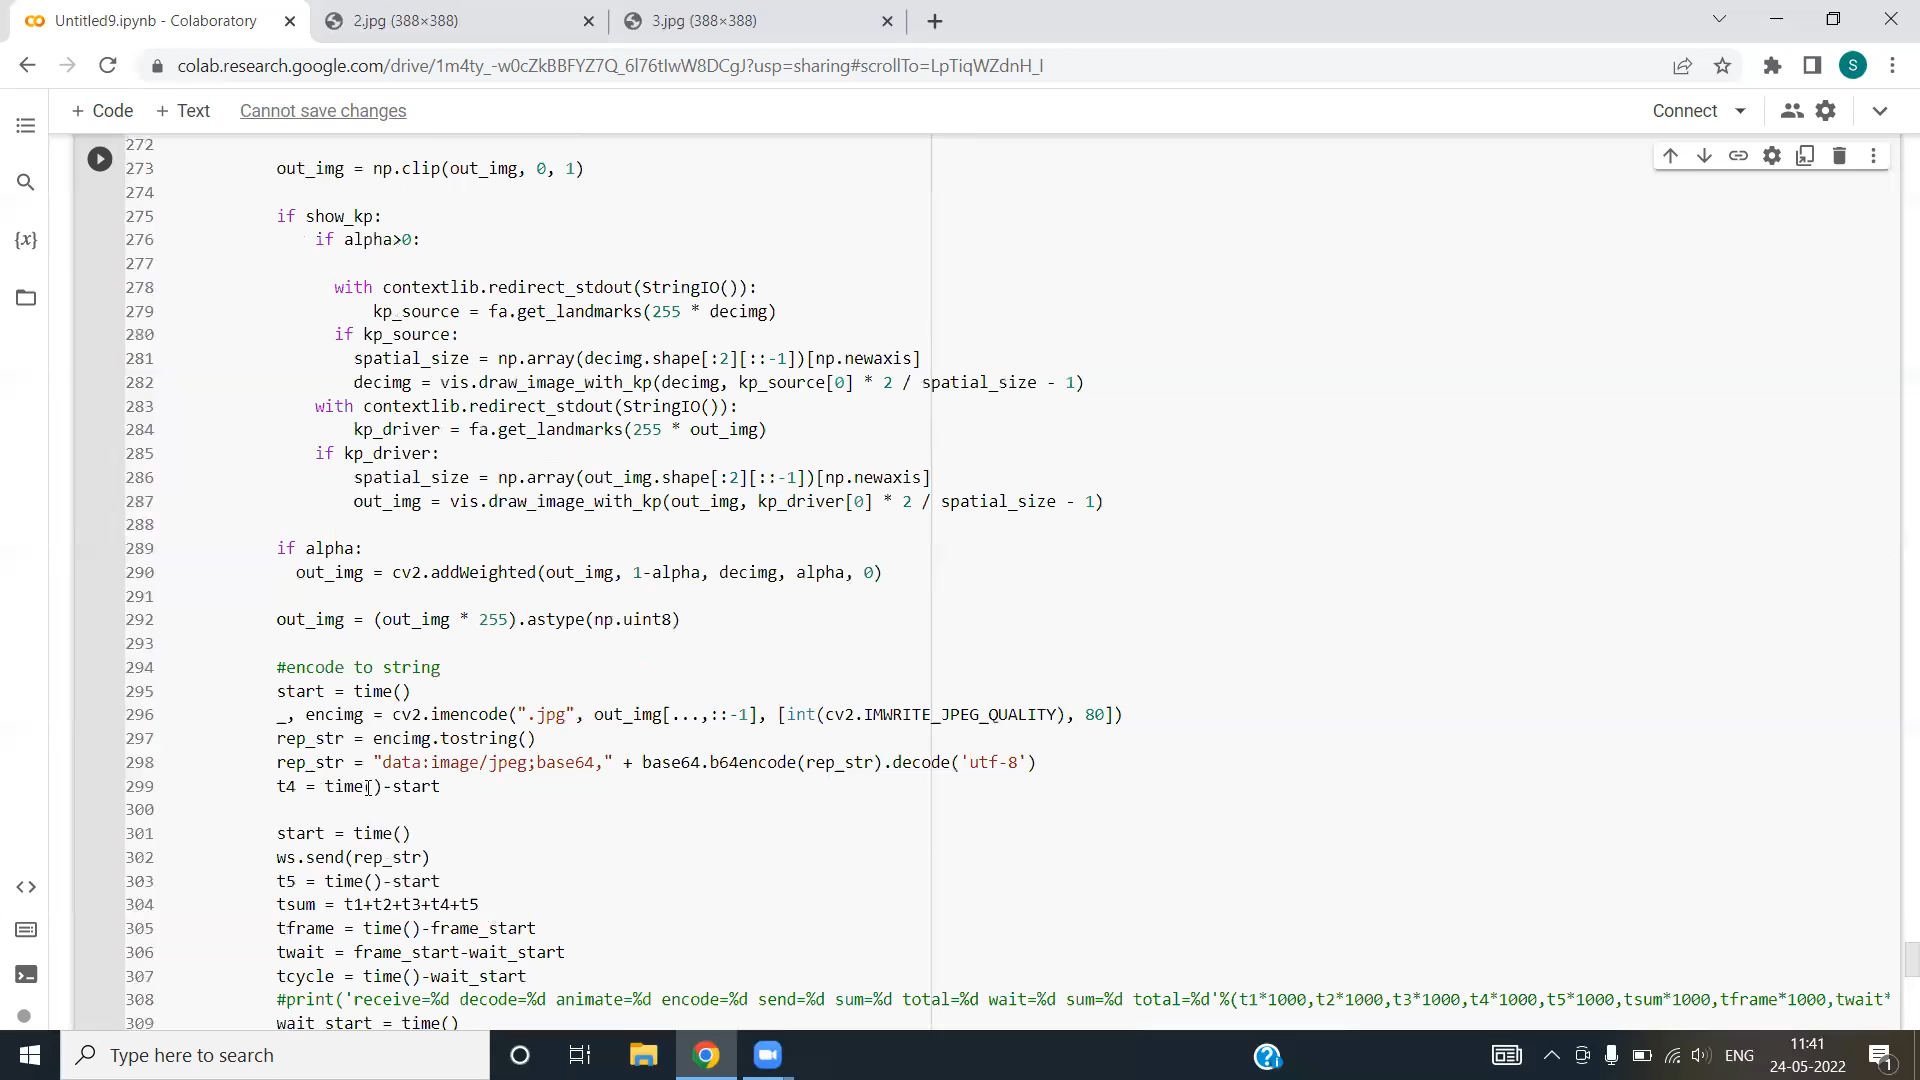 Untitled9.ipynb - Colaboratory
2.jpg (388×388)
3.jpg (388×388)
colab.research.google.com/drive/1m4ty_-w0cZkBBFYZ7Q_6l76tIwW8DCgJ?usp=sharing#scrollTo=LpTiqWZdnH_I
S
+ Code + Text Cannot save changes
Connect
272
273 out_img = np.clip(out_img, 0, 1)
274
275 if show_kp:
276 if alpha>0:
277
278 with contextlib.redirect_stdout(StringIO()):
279 kp_source = fa.get_landmarks(255 * decimg)
280 if kp_source:
281 spatial_size = np.array(decimg.shape[:2][::-1])[np.newaxis]
282 decimg = vis.draw_image_with_kp(decimg, kp_source[0] * 2 / spatial_size - 1)
283 with contextlib.redirect_stdout(StringIO()):
284 kp_driver = fa.get_landmarks(255 * out_img)
285 if kp_driver:
286 spatial_size = np.array(out_img.shape[:2][::-1])[np.newaxis]
287 out_img = vis.draw_image_with_kp(out_img, kp_driver[0] * 2 / spatial_size - 1)
288
289 if alpha:
290 out_img = cv2.addWeighted(out_img, 1-alpha, decimg, alpha, 0)
291
292 out_img = (out_img * 255).astype(np.uint8)
293
294 #encode to string
295 start = time()
296 _, encimg = cv2.imencode(".jpg", out_img[...,::-1], [int(cv2.IMWRITE_JPEG_QUALITY), 80])
297 rep_str = encimg.tostring()
298 rep_str = "data:image/jpeg;base64," + base64.b64encode(rep_str).decode('utf-8')
299 t4 = time()-start
300
301 start = time()
302 ws.send(rep_str)
303 t5 = time()-start
304 tsum = t1+t2+t3+t4+t5
305 tframe = time()-frame_start
306 twait = frame_start-wait_start
307 tcycle = time()-wait_start
308 #print('receive=%d decode=%d animate=%d encode=%d send=%d sum=%d total=%d wait=%d sum=%d total=%d'%(t1*1000,t2*1000,t3*1000,t4*1000,t5*1000,tsum*1000,tframe*1000,twait*
309 wait_start = time()
Type here to search
ENG
11:41
24-05-2022
1